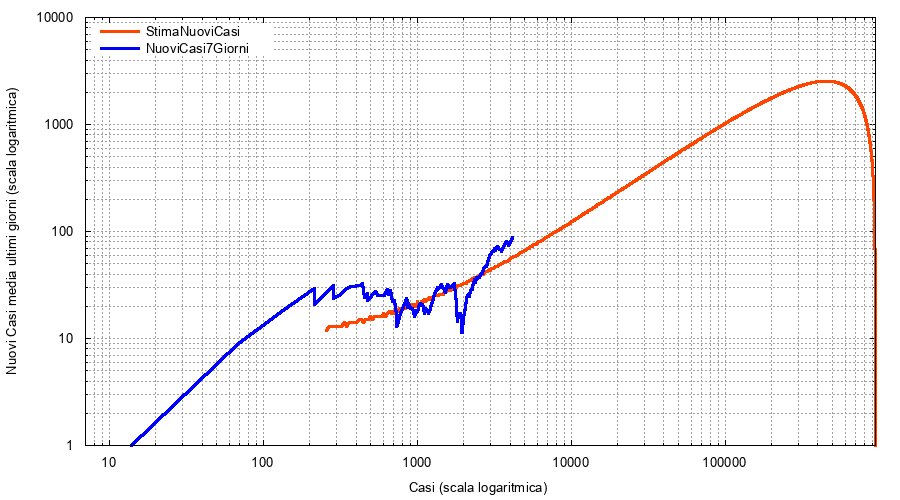 10000
1000
100
10
1
StimaNuoviCasi
NuoviCasi7Giorni
Nuovi Casi media ultimi giorni (scala logaritmica)
10 100 1000 10000 100000
Casi (scala logaritmica)